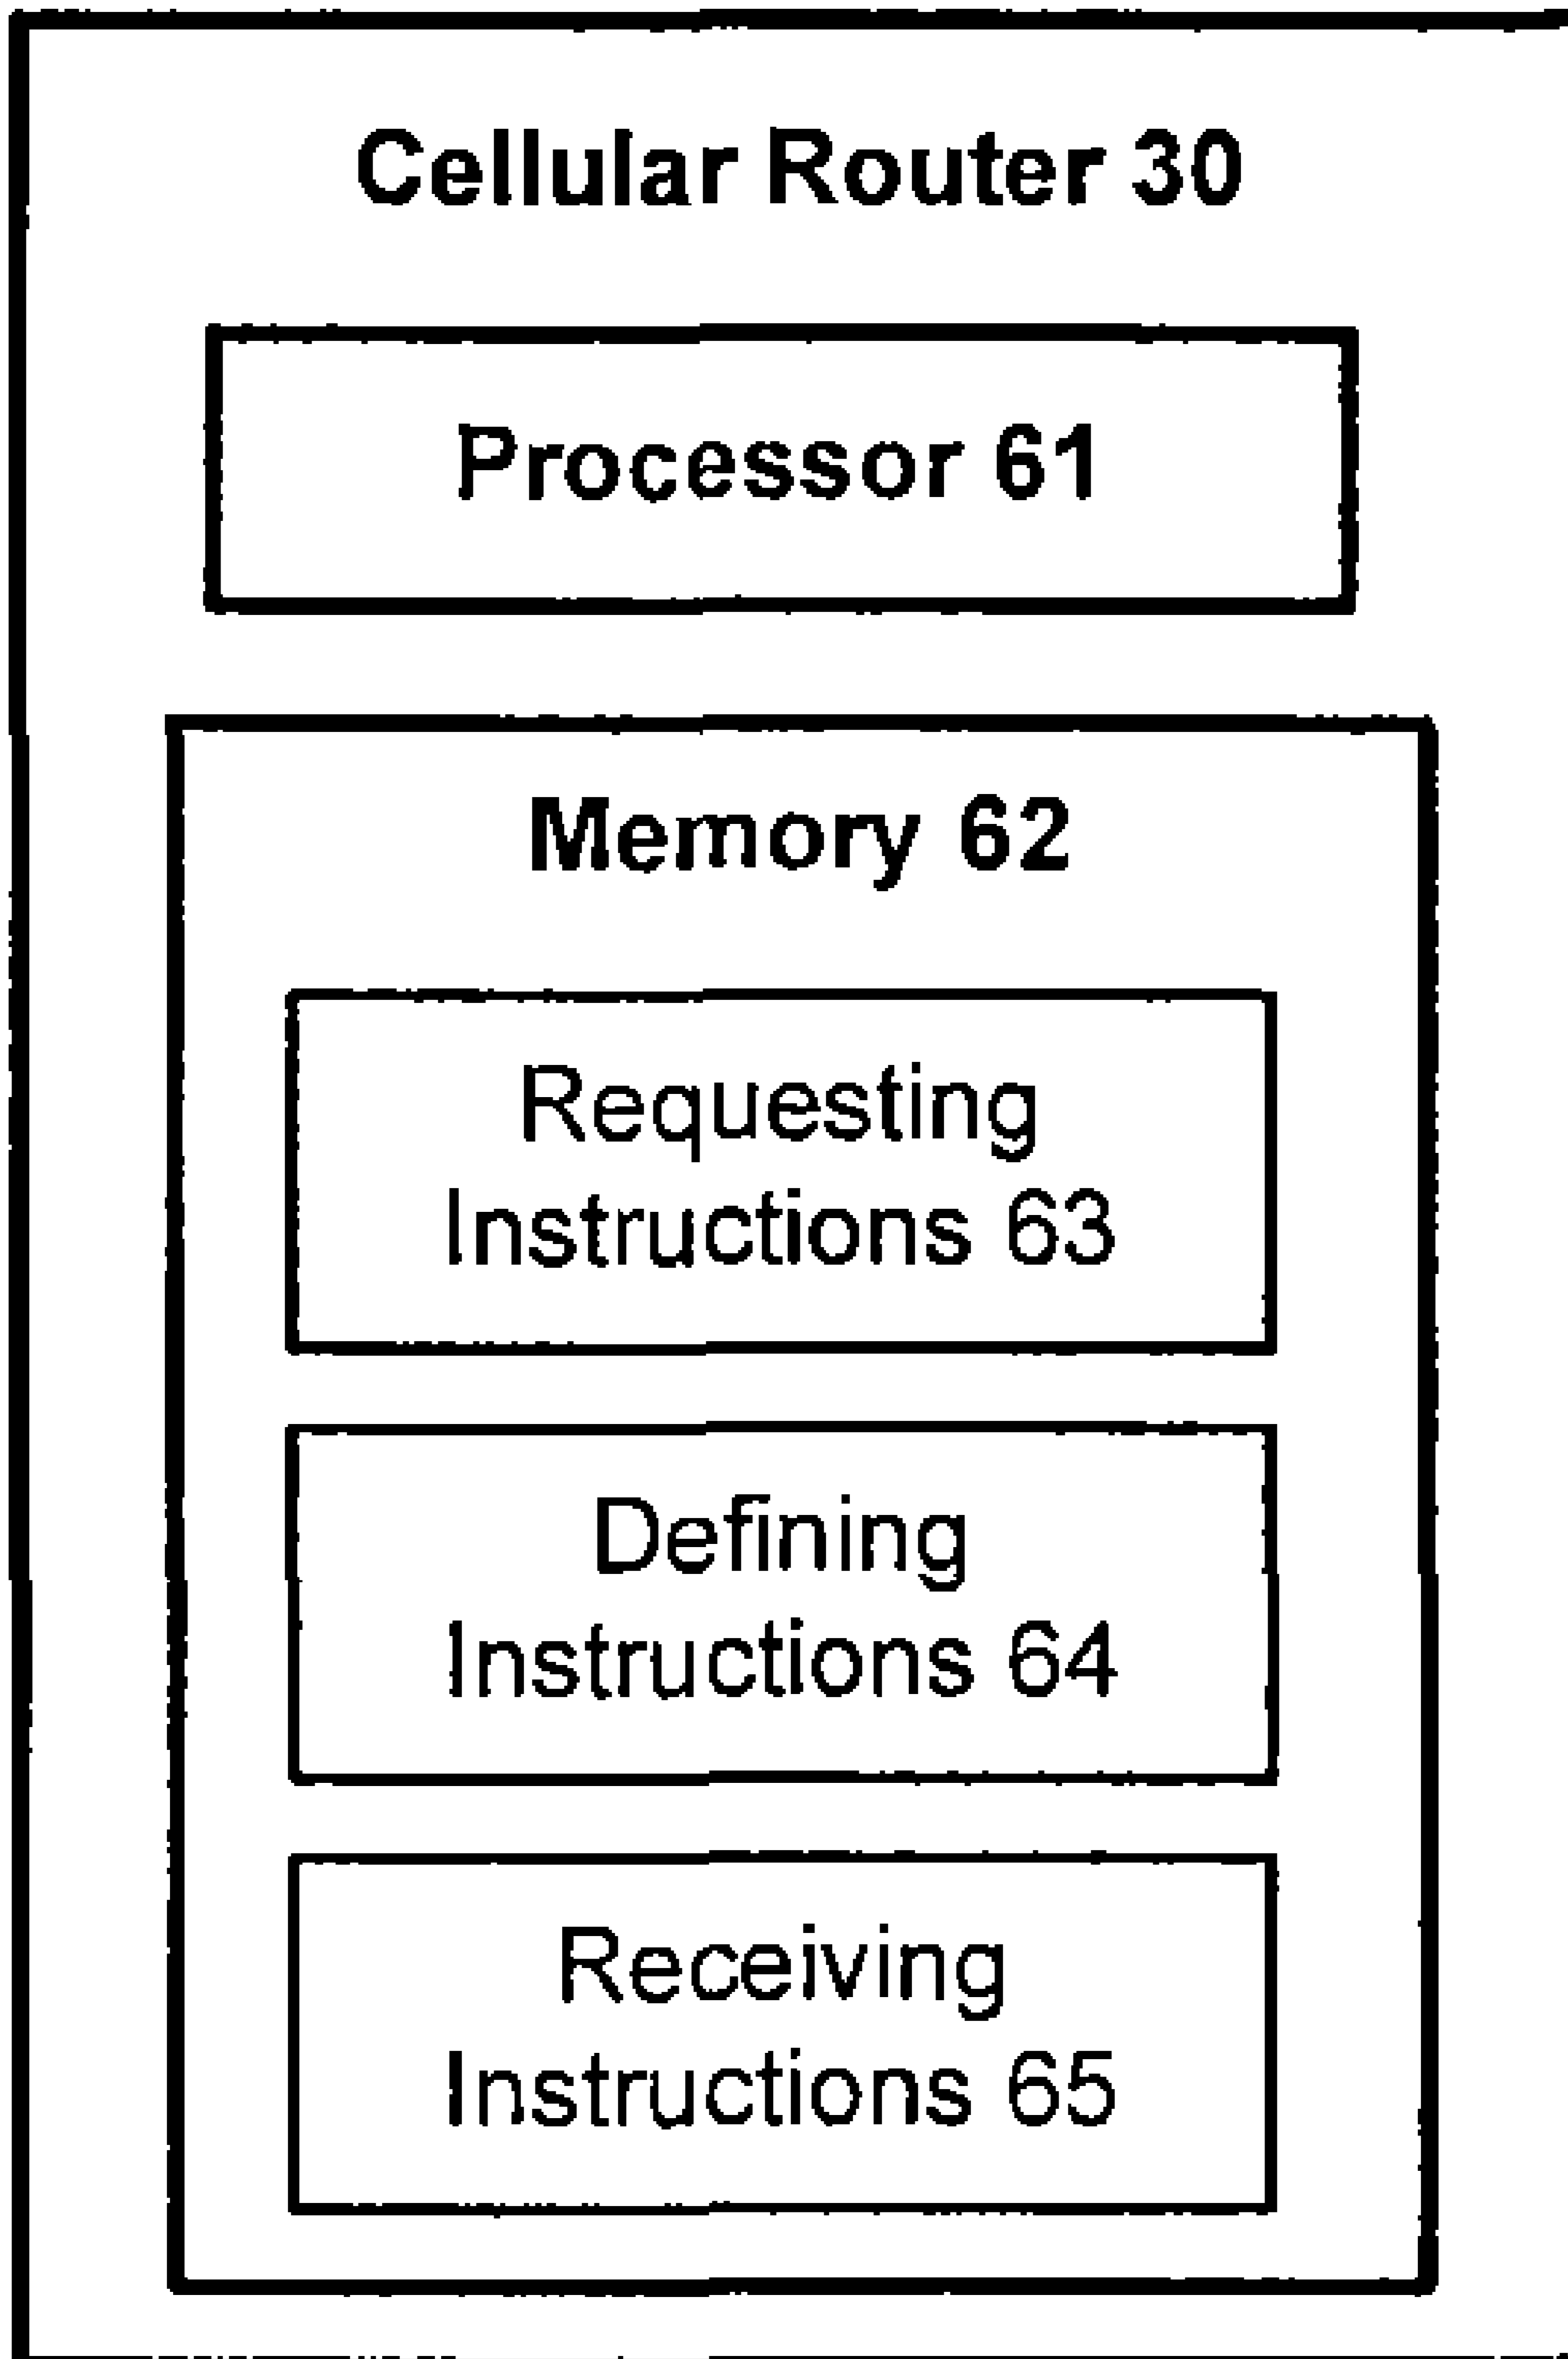 Cellular Router 30
Processor 61
Memory 62
Requesting
Instructions 63
Defining
Instructions 64
Receiving
Instructions 65